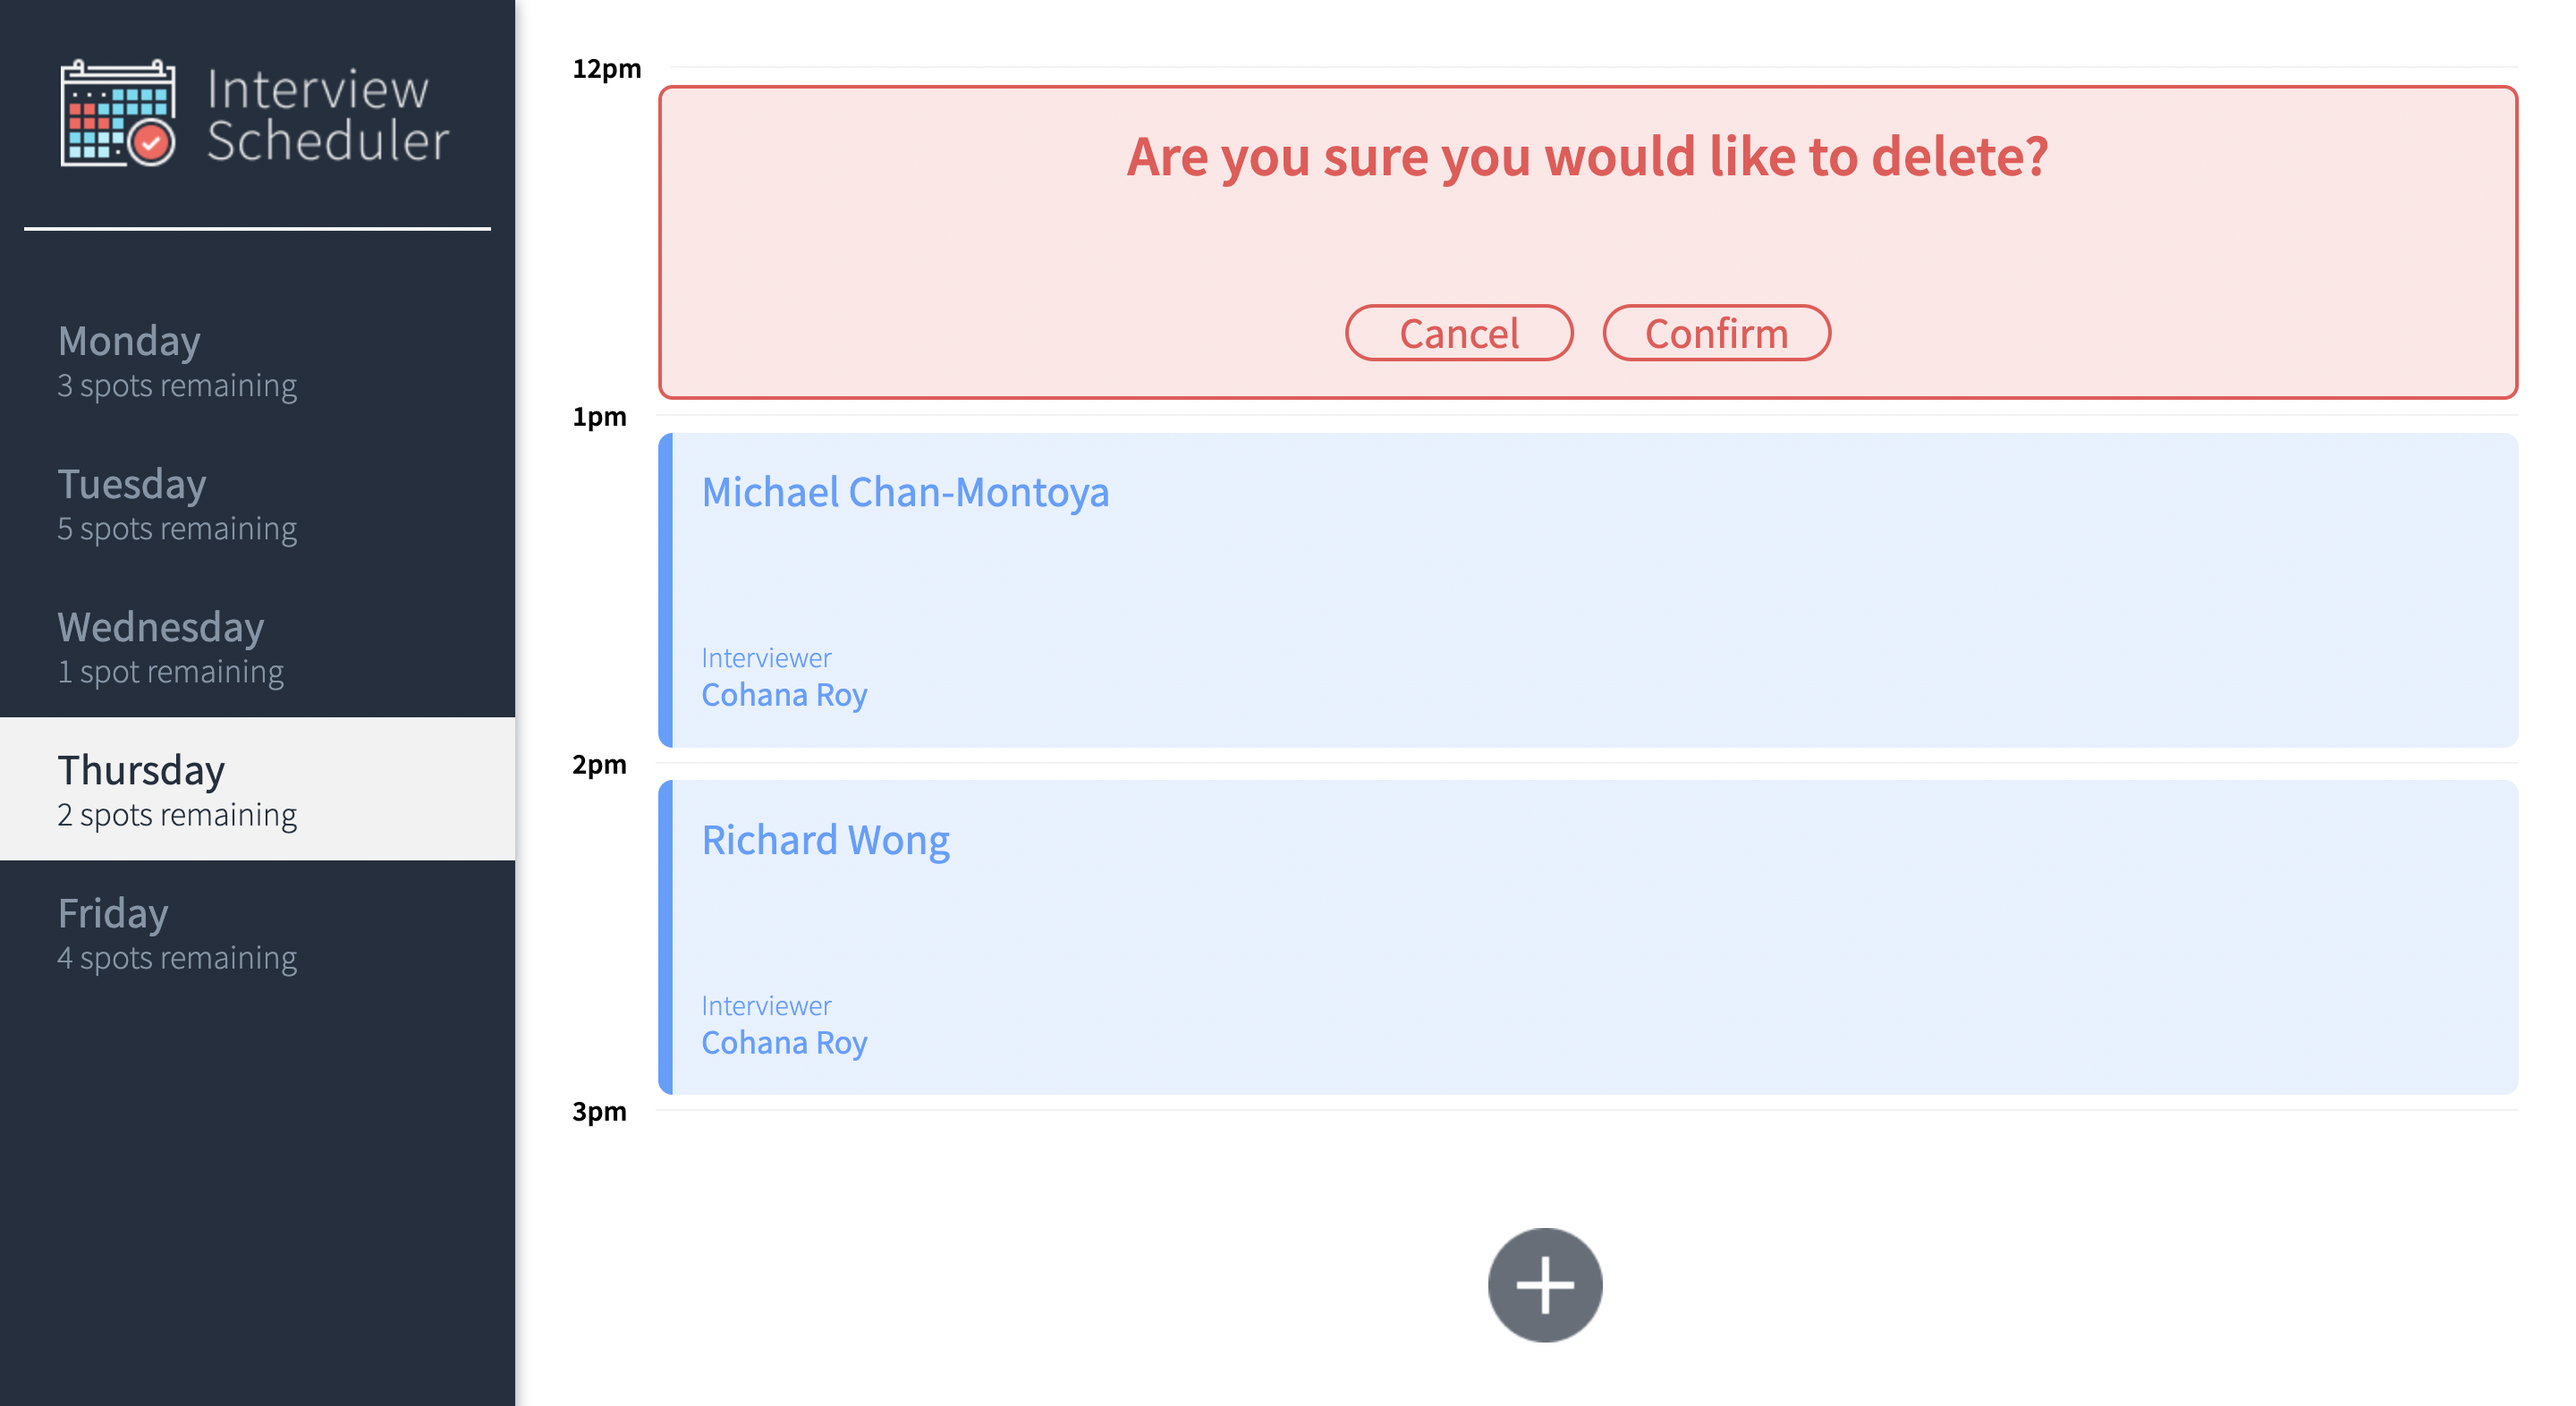 Interview
Scheduler
Monday
3 spots remaining
Tuesday
5 spots remaining
Wednesday
1 spot remaining
Thursday
2 spots remaining
Friday
4 spots remaining
12pm
Are you sure you would like to delete?
Cancel Confirm
1pm
Michael Chan-Montoya
Interviewer
Cohana Roy
2pm
Richard Wong
Interviewer
Cohana Roy
3pm